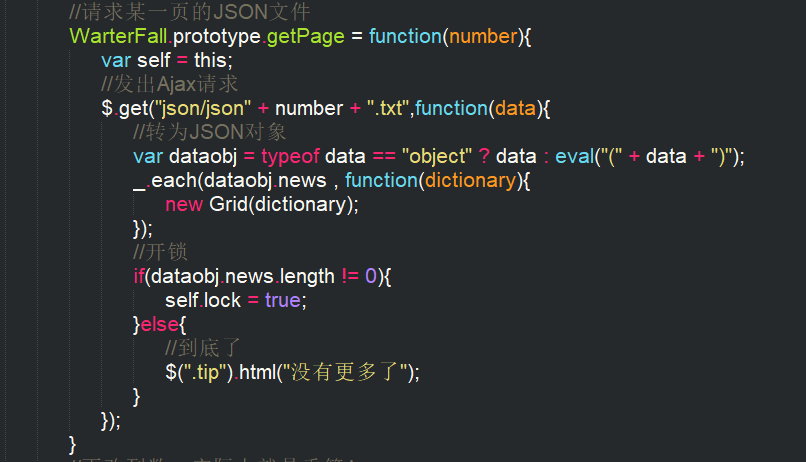 //请求某一页的JSON文件
WarterFall.prototype.getPage = function(number){
var self = this;
//发出Ajax请求
$.get("json/json" + number + ".txt",function(data){
//转为JSON对象
var dataobj = typeof data == "object" ? data : eval("(" + data + ")");
_.each(dataobj.news , function(dictionary){
new Grid(dictionary);
});
//开锁
if(dataobj.news.length != 0){
self.lock = true;
}else{
//到底了
$(".tip").html("没有更多了");
}
});
}